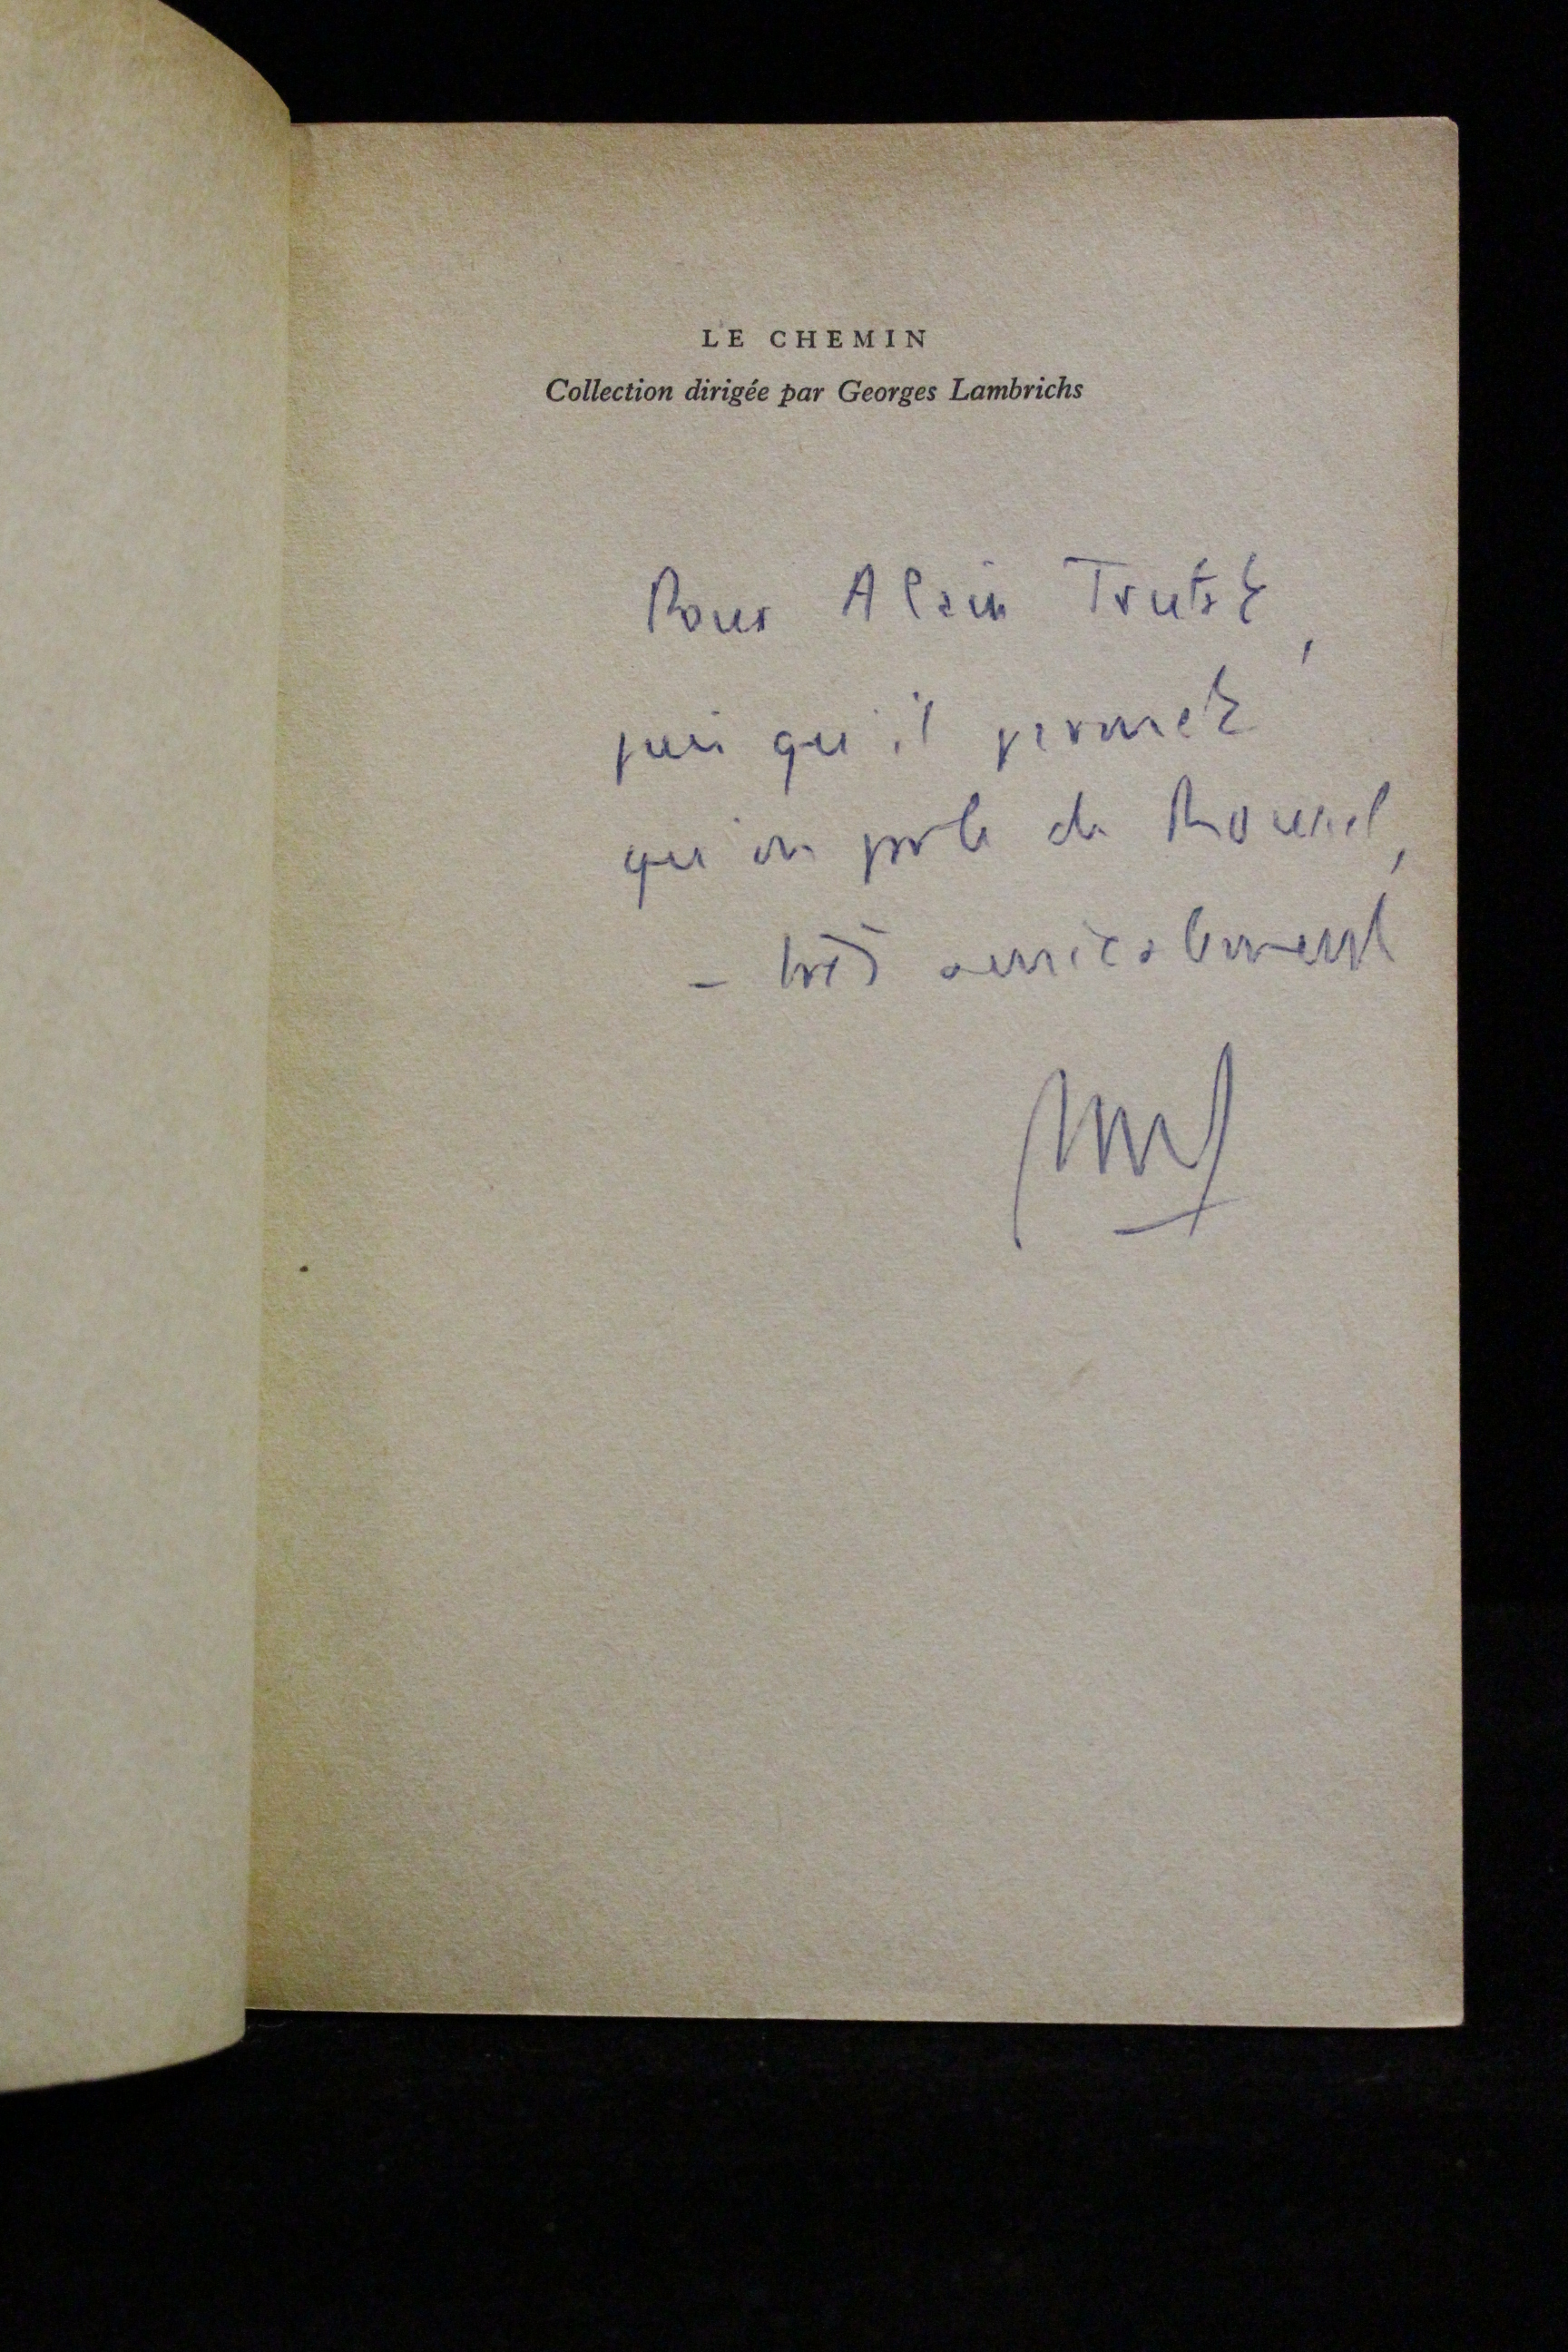 LE CHEMIN
Collection dirigée par Georges Lambrichs
Pour Alain Trutat,
puisqu'il permet
qu'on parle de Roussel,
- très amicalement